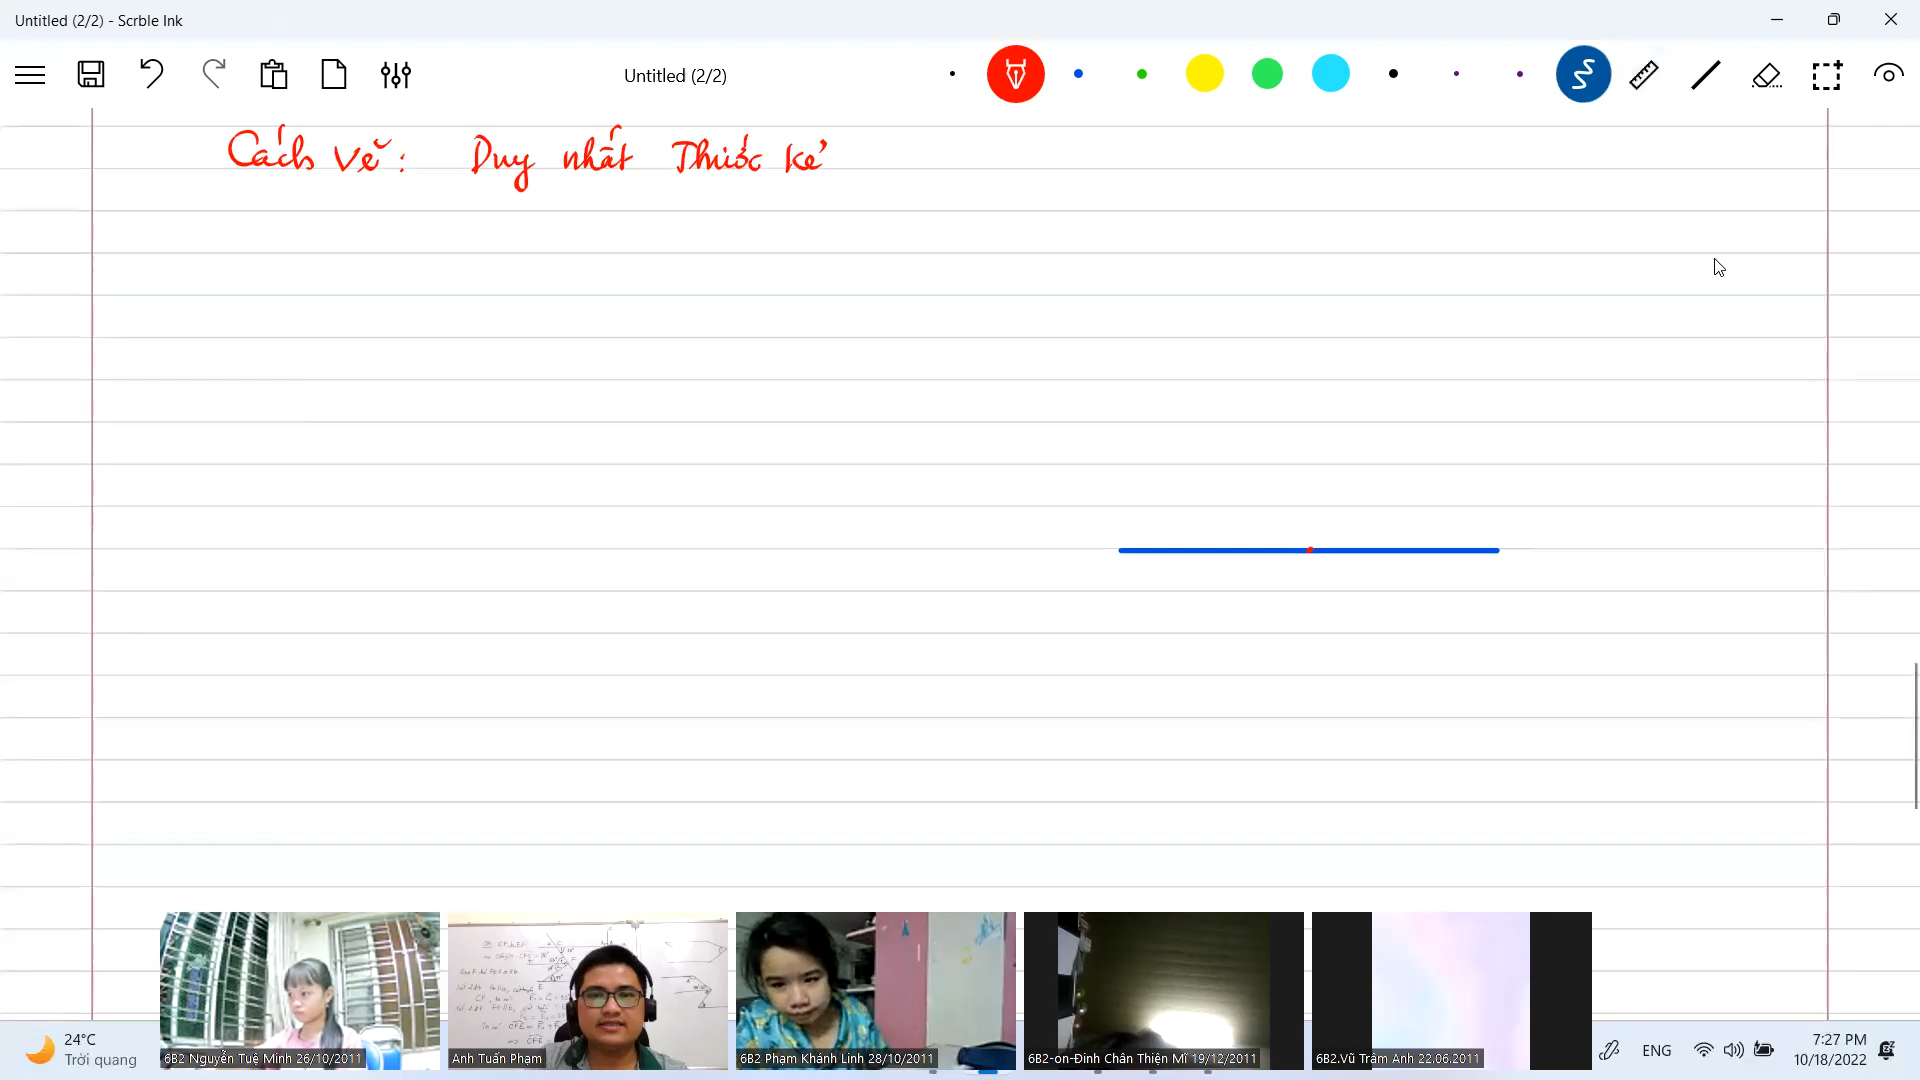 Untitled (2/2) - Scrble Ink
Untitled (2/2)
Cách vẽ: Duy nhất Thước kẻ
6B2 Nguyễn Tuệ Minh 26/10/2011
Anh Tuấn Phạm
6B2 Phạm Khánh Linh 28/10/2011
6B2-on-Đinh Chân Thiện Mĩ 19/12/2011
6B2.Vũ Trâm Anh 22.06.2011
24°C
Trời quang
ENG
7:27 PM
10/18/2022